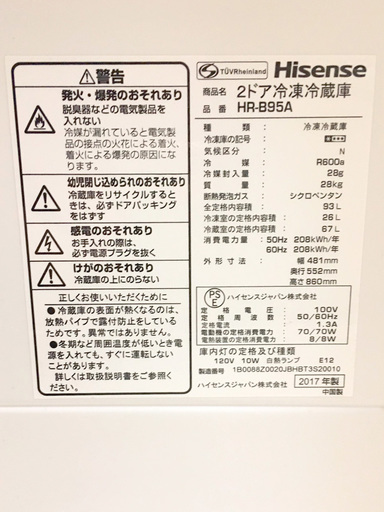 ⚠警告
発火・爆発のおそれあり
脱臭器などの電気製品を
入れない
冷媒が漏れていると電気製
品の接点の火花による着火、
着火による爆発の原因に
なります。
幼児閉じ込められのおそれあり
冷蔵庫をリサイクルすると
きは、必ずドアパッキング
をはずす
感電のおそれあり
お手入れの際は、
必ず電源プラグを抜く
けがのおそれあり
冷蔵庫の上にのらない
正しくお使いいただくために
●冷蔵庫の表面が熱くなるのは、
放熱パイプで露付防止をしている
ためです。
●冬期など周囲温度が低いとき電
源を入れても、すぐに運転しない
ことがあります。
詳しくは取扱説明書をご覧ください。
TÜVRheinland
Hisense
商品名 2ドア冷凍冷蔵庫
品番 HR-B95A
種類 : 冷凍冷蔵庫
冷凍庫の記号 :
気候区分 : N
冷媒 : R600a
冷媒封入量 : 28g
質量 : 28kg
断熱発泡ガス : シクロペンタン
全定格内容積 : 93L
冷凍室の定格内容積 : 26L
冷蔵室の定格内容積 : 67L
消費電力量 : 50Hz 208kWh/年
60Hz 208kWh/年
外形寸法 : 幅481mm
奥行552mm
高さ860mm
PS
E
ハイセンスジャパン株式会社
定格電圧 : 100V
定格周波数 : 50/60Hz
定格電流 : 1.3A
電動機の定格消費電力 : 70/70W
電熱装置の定格消費電力 : 8/8W
庫内灯の定格及び種類
120V 10W 白熱ランプ E12
製造番号: 1B0088Z0020JBHBT3S20010
ハイセンスジャパン株式会社
2017年製
中国製